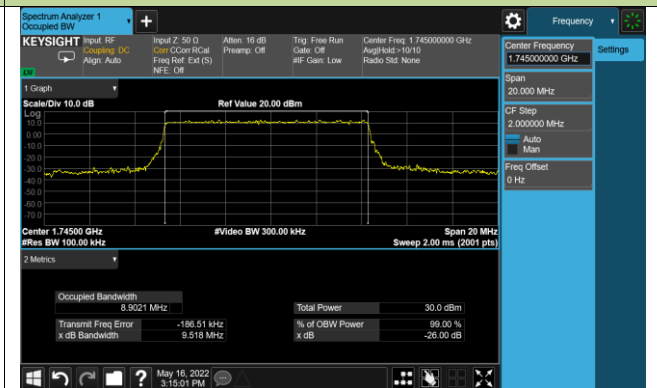 Spectrum Analyzer 1
Occupied BW
Frequency
KEYSIGHT
Input: RF
Coupling: DC
Align: Auto
Input Z: 50 Ω
Corr CCorr RCal
Freq Ref: Ext (S)
NFE: Off
Atten: 16 dB
Preamp: Off
Trig: Free Run
Gate: Off
#IF Gain: Low
Center Freq: 1.745000000 GHz
Avg|Hold:>10/10
Radio Std: None
Center Frequency
1.745000000 GHz
Settings
Span
20.000 MHz
CF Step
2.000000 MHz
Auto
Man
Freq Offset
0 Hz
LXI
1 Graph
Scale/Div 10.0 dB
Ref Value 20.00 dBm
Log
10.0
0.00
-10.0
-20.0
-30.0
-40.0
-50.0
-60.0
-70.0
Center 1.74500 GHz
#Video BW 300.00 kHz
Span 20 MHz
#Res BW 100.00 kHz
Sweep 2.00 ms (2001 pts)
2 Metrics
Occupied Bandwidth
8.9021 MHz
Total Power
30.0 dBm
Transmit Freq Error
-186.51 kHz
% of OBW Power
99.00 %
x dB Bandwidth
9.518 MHz
x dB
-26.00 dB
?
May 16, 2022
3:15:01 PM